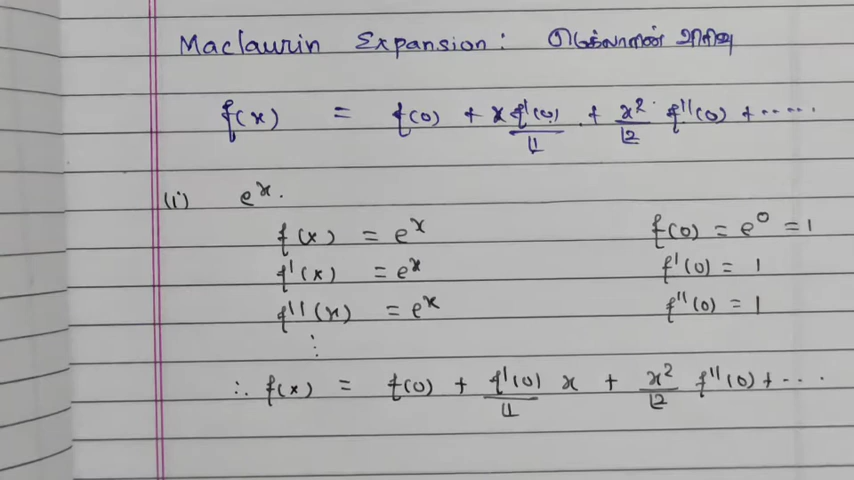 Maclaurin Expansion: மெக்லாரன் விரிவு
f(x) = f(0) + x f'(0)/⌊1 + x²/⌊2 f''(0) + .....
(i) eˣ.
f(x) = eˣ f(0) = e⁰ = 1
f'(x) = eˣ f'(0) = 1
f''(x) = eˣ f''(0) = 1
⋮
∴ f(x) = f(0) + f'(0)/⌊1 x + x²/⌊2 f''(0) + ....